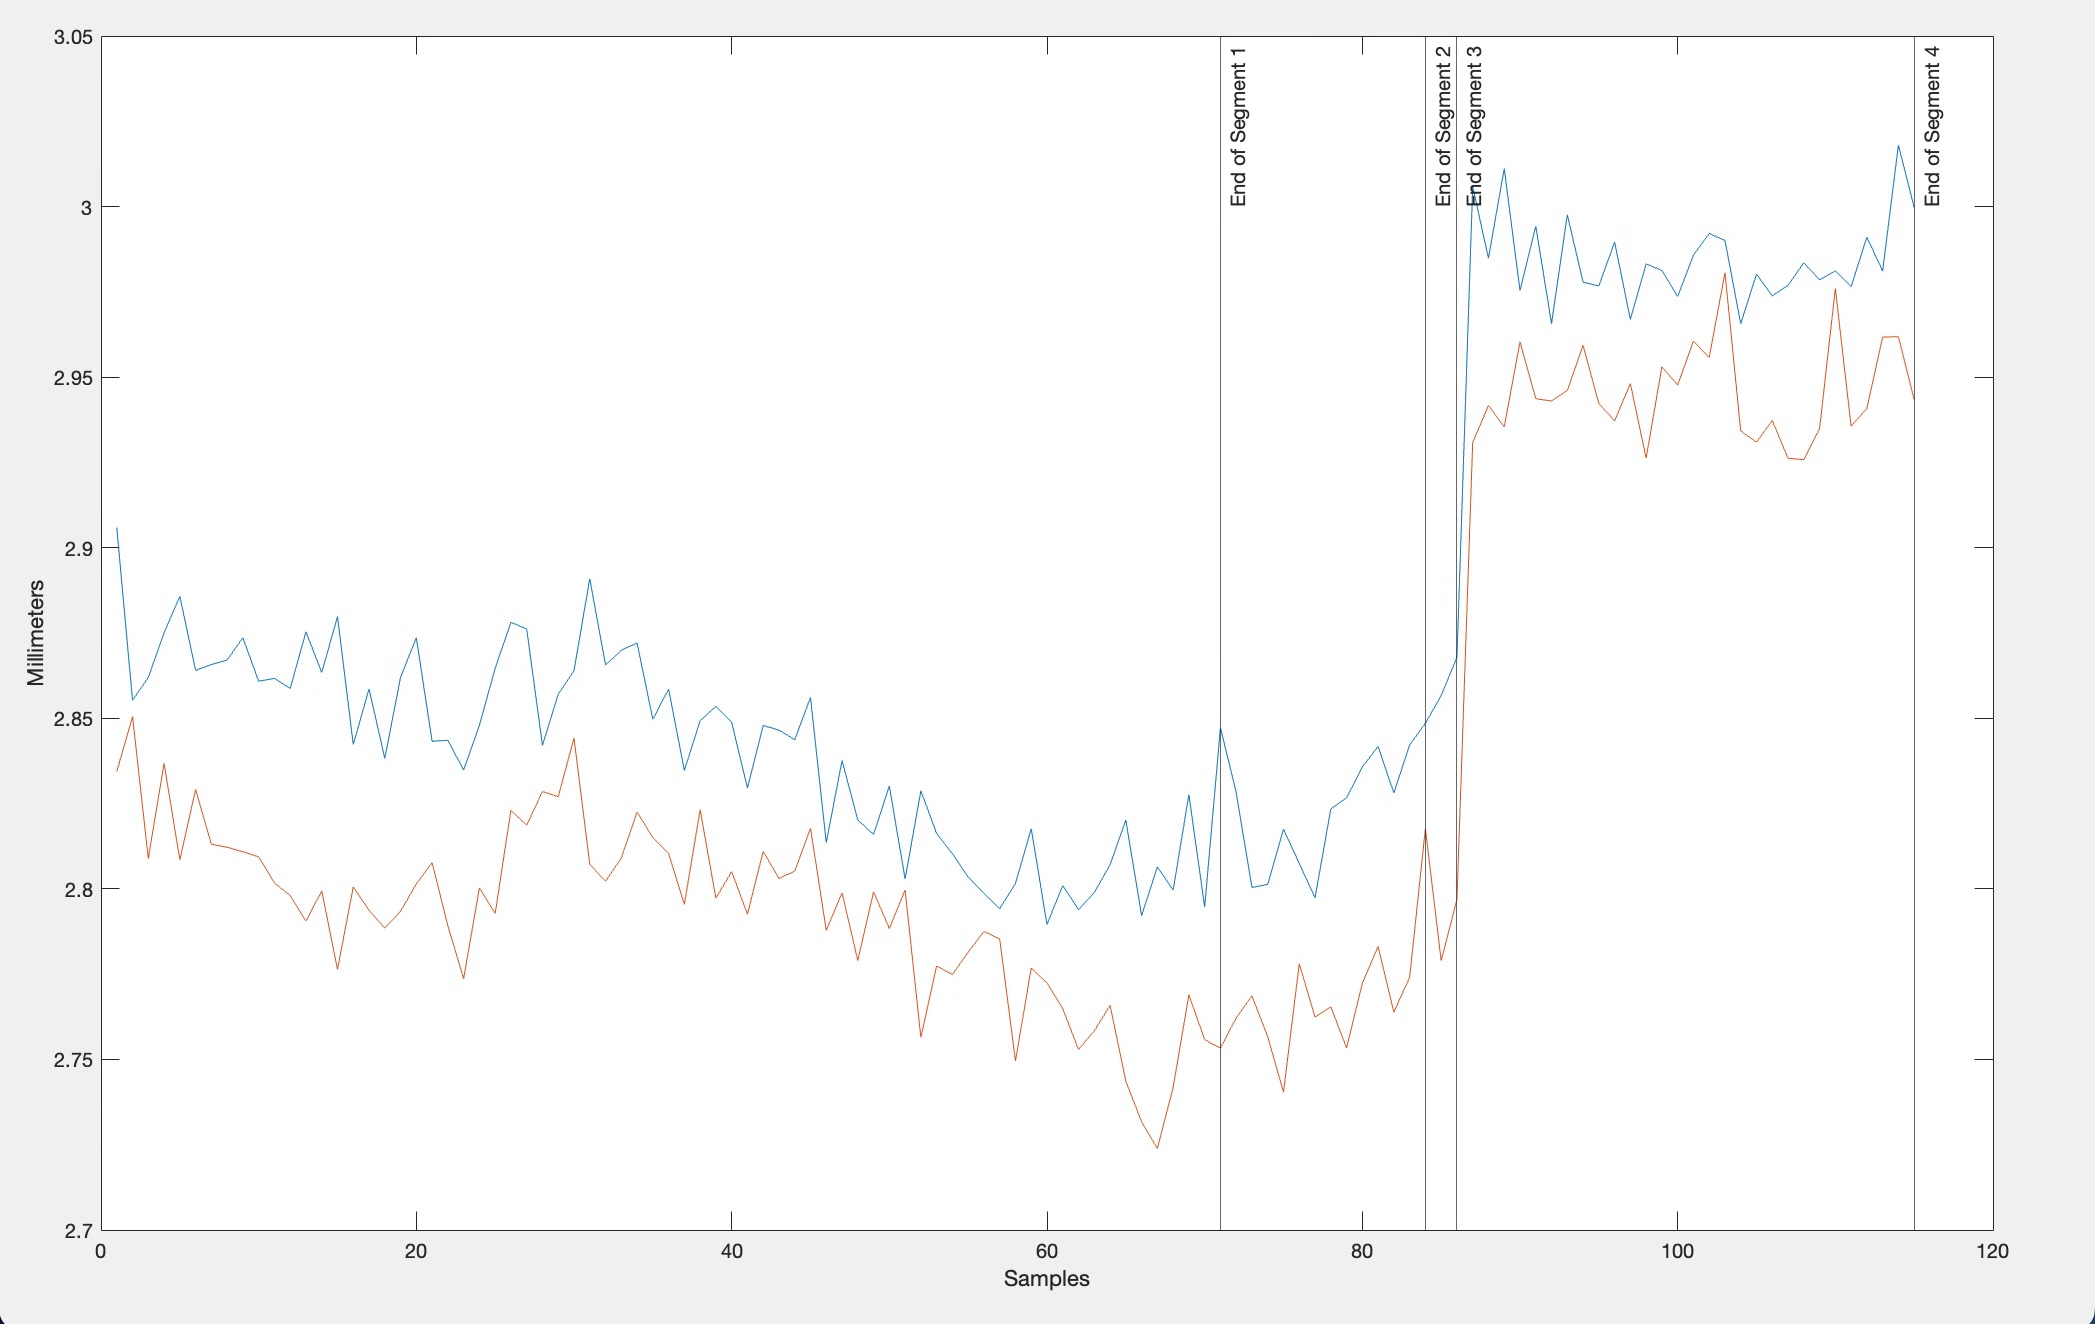 3.05
3
2.95
2.9
2.85
2.8
2.75
2.7
Millimeters
End of Segment 1
End of Segment 2
End of Segment 3
End of Segment 4
0 20 40 60 80 100 120
Samples